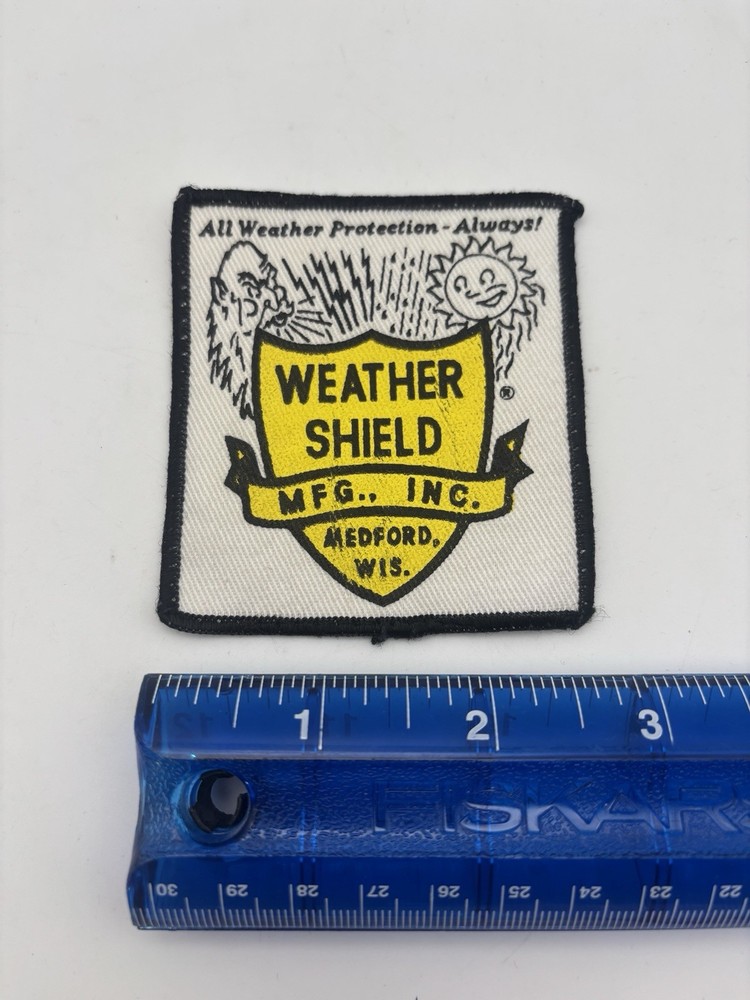 All Weather Protection - Always!
WEATHER
SHIELD
®
MFG., INC.
MEDFORD,
WIS.
1 2 3
FISKAR
30 29 28 27 26 25 24 23 22